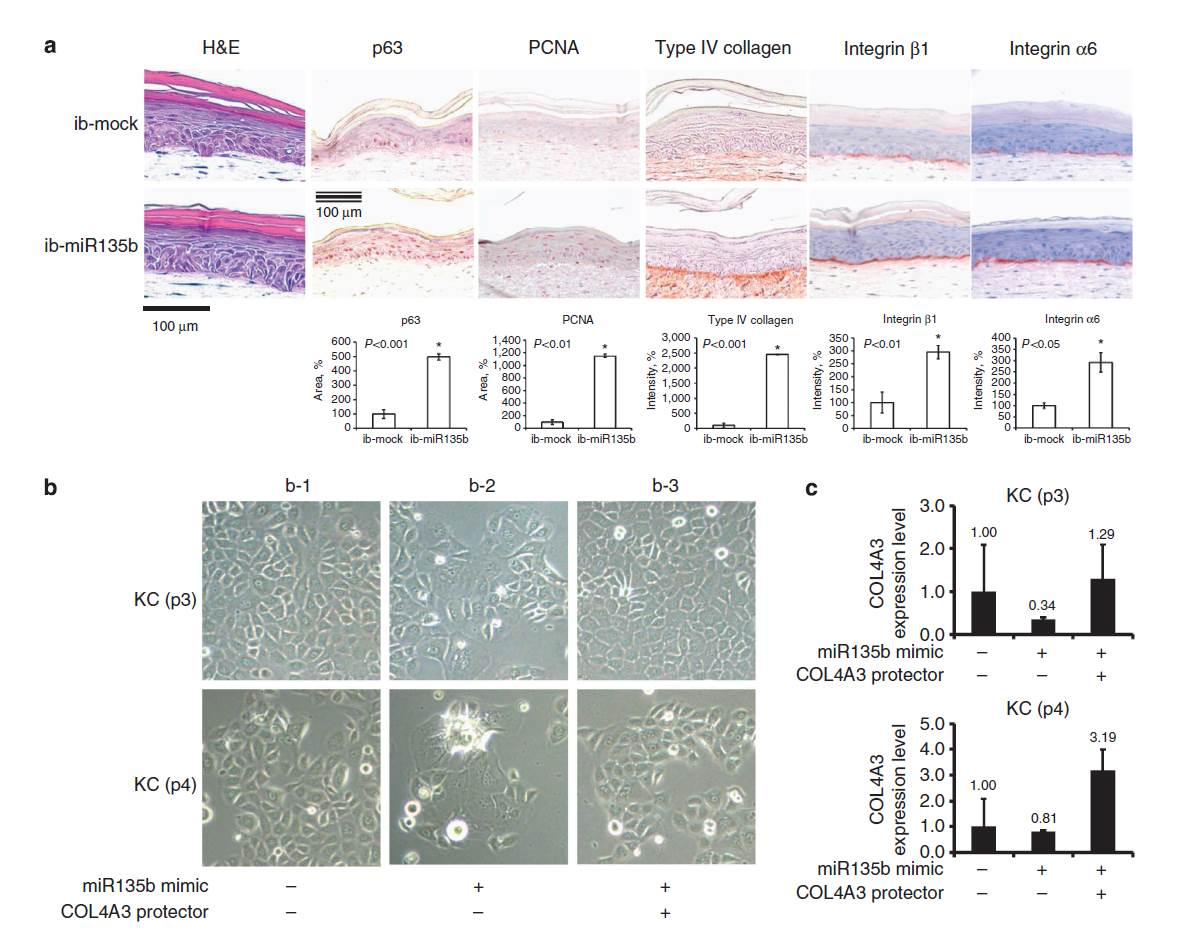 a
H&E p63 PCNA Type IV collagen Integrin β1 Integrin α6
ib-mock
ib-miR135b
100 μm
100 μm
p63
Area, %
600
500
400
300
200
100
0
P<0.001
*
ib-mock ib-miR135b
PCNA
Area, %
1,400
1,200
1,000
800
600
400
200
0
P<0.01
*
ib-mock ib-miR135b
Type IV collagen
Intensity, %
3,000
2,500
2,000
1,500
1,000
500
0
P<0.001
*
ib-mock ib-miR135b
Integrin β1
Intensity, %
350
300
250
200
150
100
50
0
P<0.01
*
ib-mock ib-miR135b
Integrin α6
Intensity, %
400
350
300
250
200
150
100
50
0
P<0.05
*
ib-mock ib-miR135b
b
b-1 b-2 b-3
KC (p3)
KC (p4)
miR135b mimic – + +
COL4A3 protector – – +
c
KC (p3)
COL4A3
expression level
3.0
2.0
1.0
0.0
1.00
0.34
1.29
miR135b mimic – + +
COL4A3 protector – – +
KC (p4)
COL4A3
expression level
5.0
4.0
3.0
2.0
1.0
0.0
1.00
0.81
3.19
miR135b mimic – + +
COL4A3 protector – – +